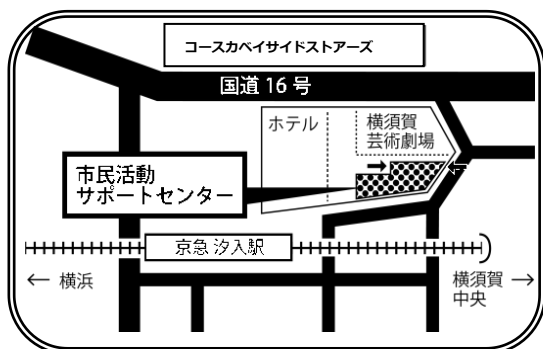 コースカベイサイドストアーズ
国道 16 号
ホテル
横須賀
芸術劇場
市民活動
サポートセンター
京急 汐入駅
← 横浜
横須賀 →
中央